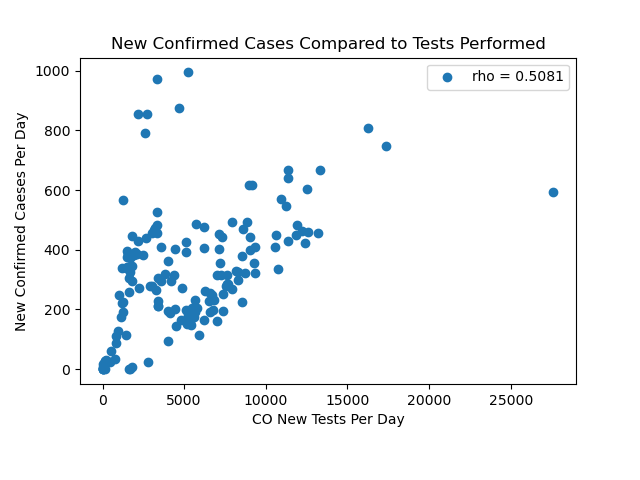 New Confirmed Cases Compared to Tests Performed
rho = 0.5081
1000
800
600
400
200
0
New Confirmed Caeses Per Day
0 5000 10000 15000 20000 25000
CO New Tests Per Day